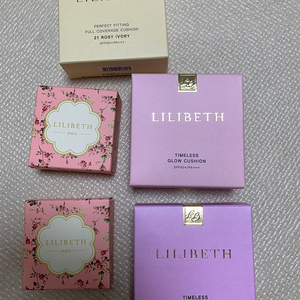 PERFECT FITTING
FULL COVERAGE CUSHION
21 ROSY IVORY
LILIBETH
LILIBETH
TIMELESS
GLOW CUSHION
LILIBETH
LILIBETH
TIMELESS